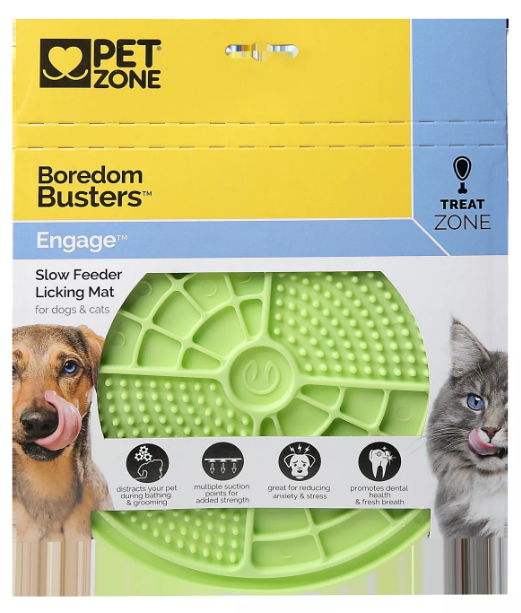 PET
ZONE
Boredom
Busters™
TREAT
ZONE
Engage™
Slow Feeder
Licking Mat
for dogs & cats
distracts your pet
during bathing
& grooming
multiple suction
points for
added strength
great for reducing
anxiety & stress
promotes dental
health
& fresh breath